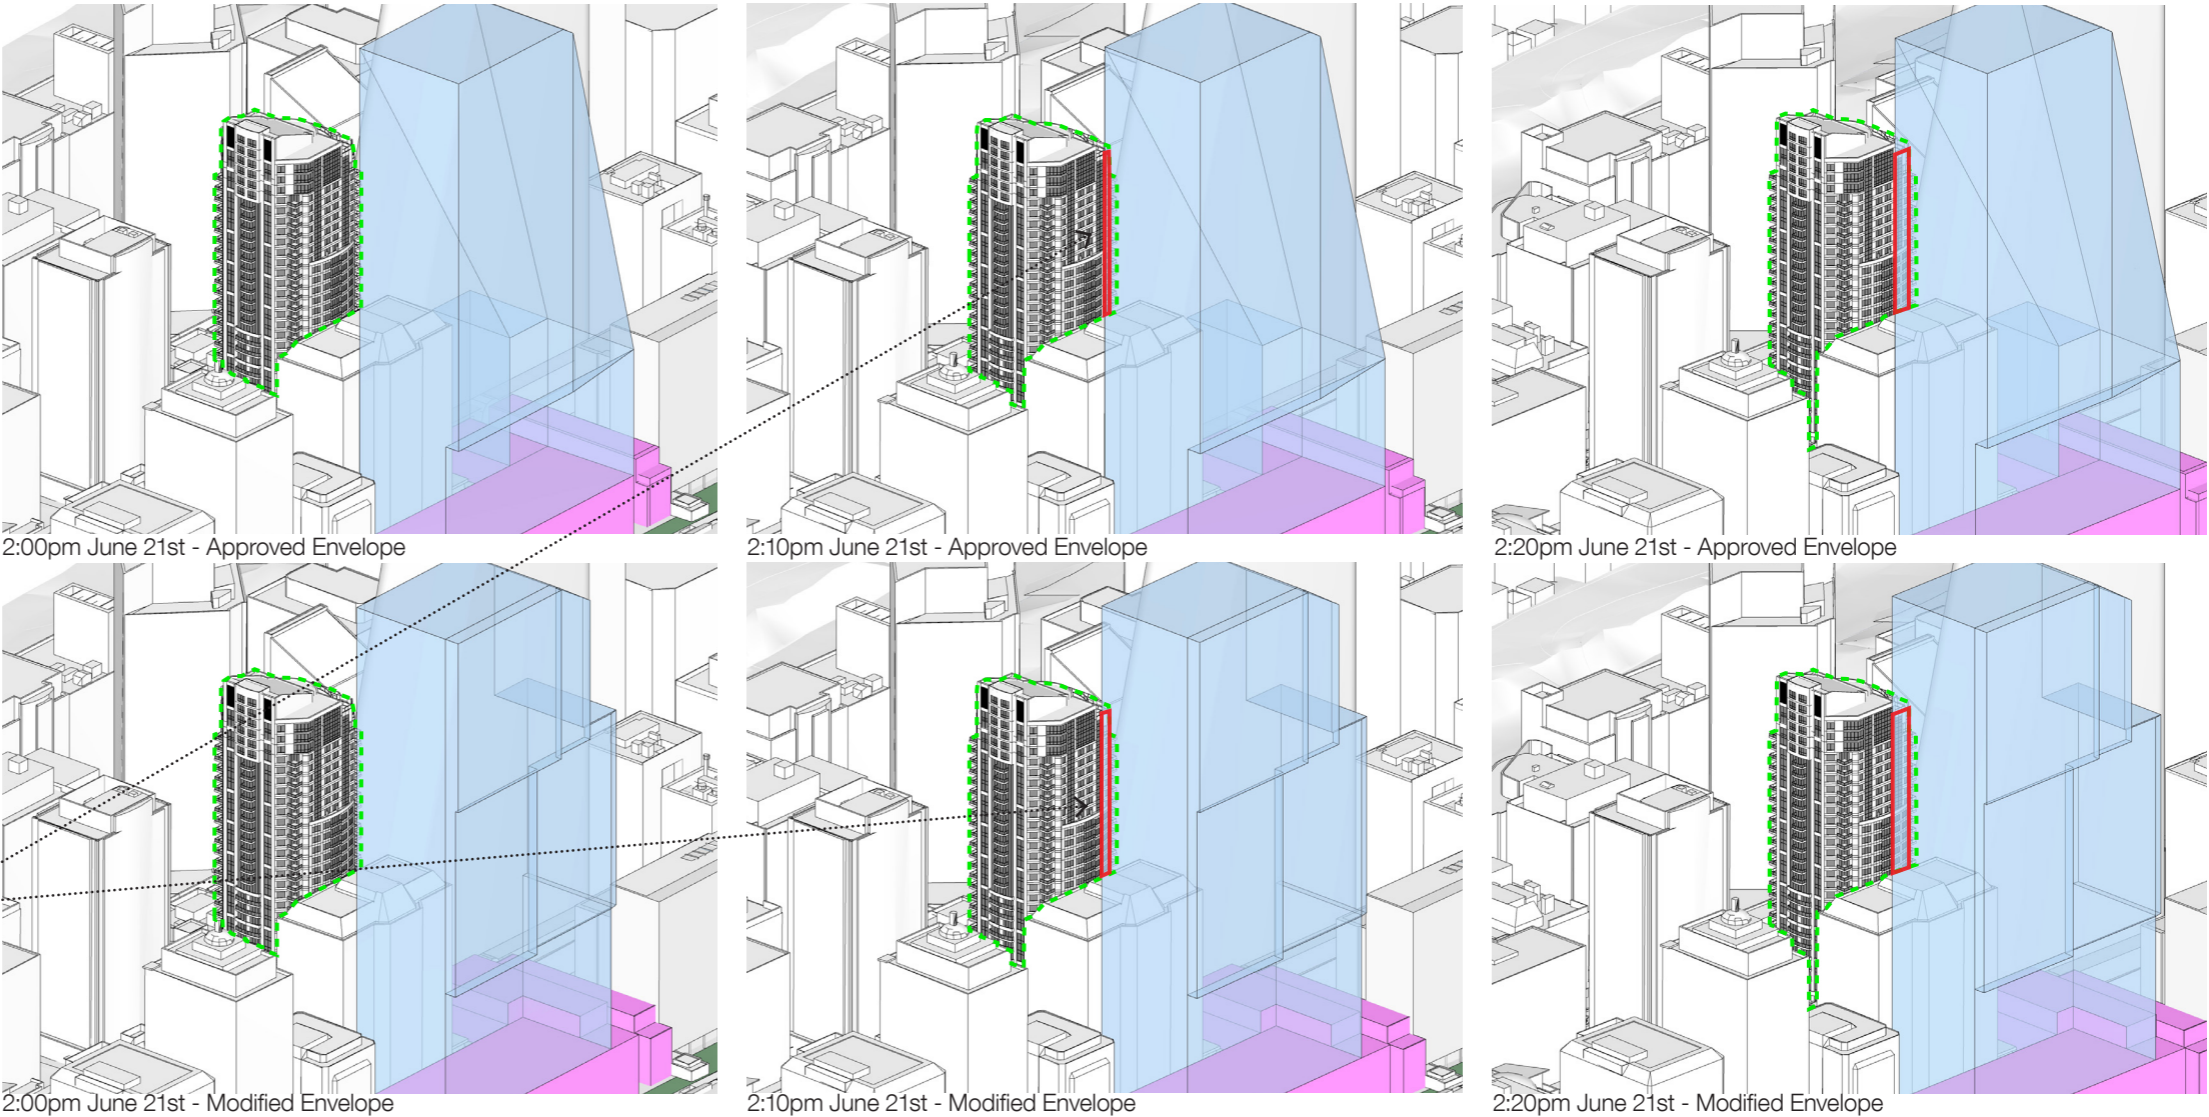 2:00pm June 21st - Approved Envelope
2:10pm June 21st - Approved Envelope
2:20pm June 21st - Approved Envelope
2:00pm June 21st - Modified Envelope
2:10pm June 21st - Modified Envelope
2:20pm June 21st - Modified Envelope